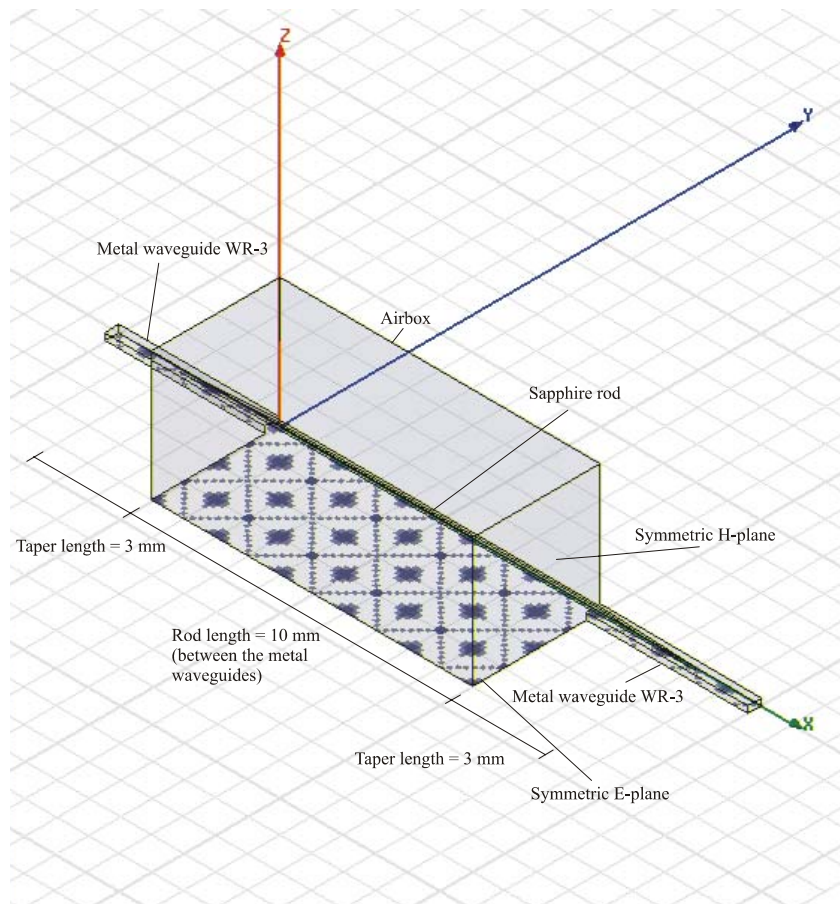 Z
Y
Metal waveguide WR-3
Airbox
Sapphire rod
Symmetric H-plane
Taper length = 3 mm
Rod length = 10 mm
(between the metal
waveguides)
Metal waveguide WR-3
X
Taper length = 3 mm
Symmetric E-plane